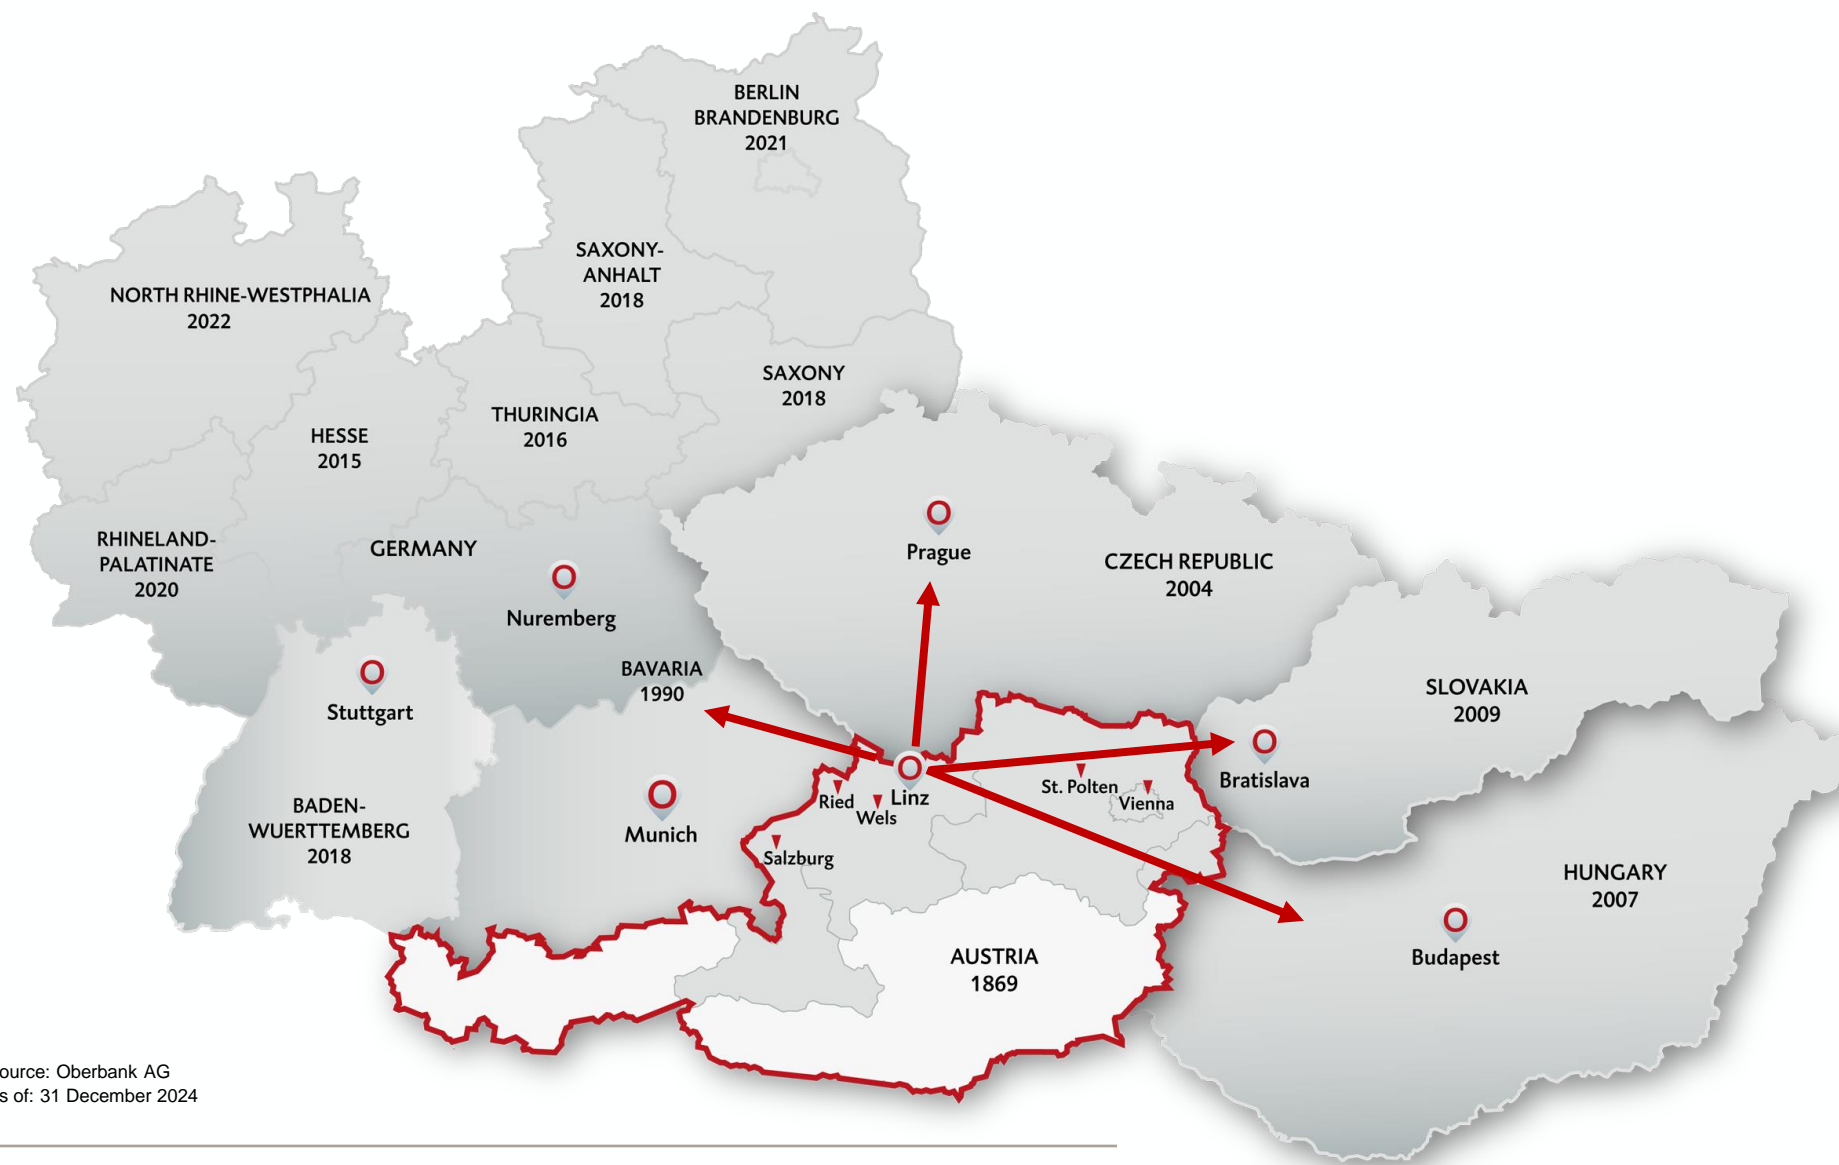 BERLIN
BRANDENBURG
2021
SAXONY-
ANHALT
2018
NORTH RHINE-WESTPHALIA
2022
SAXONY
2018
THURINGIA
2016
HESSE
2015
RHINELAND-
PALATINATE
2020
GERMANY
Prague
CZECH REPUBLIC
2004
Nuremberg
BAVARIA
1990
SLOVAKIA
2009
Stuttgart
Bratislava
BADEN-
WUERTTEMBERG
2018
Munich
Ried
Wels
Linz
St. Polten
Vienna
Salzburg
HUNGARY
2007
Budapest
AUSTRIA
1869
ource: Oberbank AG
s of: 31 December 2024